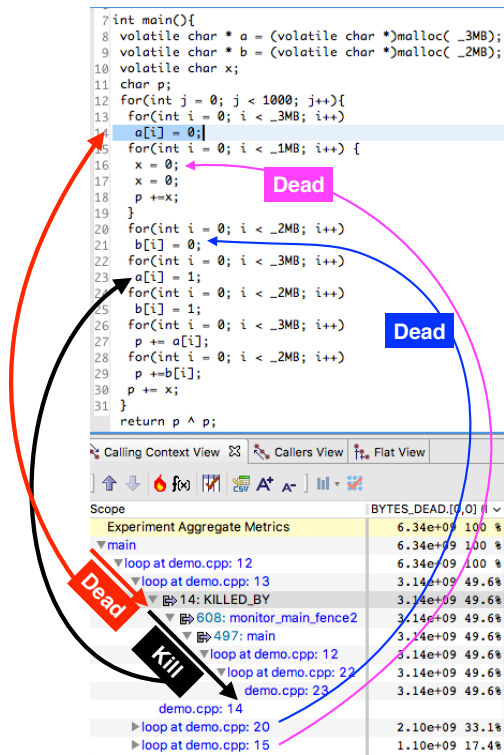 7 int main(){
8 volatile char * a = (volatile char *)malloc( _3MB);
9 volatile char * b = (volatile char *)malloc( _2MB);
10 volatile char x;
11 char p;
12 for(int j = 0; j < 1000; j++){
13 for(int i = 0; i < _3MB; i++)
14 a[i] = 0;
15 for(int i = 0; i < _1MB; i++) {
16 x = 0;
17 x = 0;
18 p +=x;
19 }
20 for(int i = 0; i < _2MB; i++)
21 b[i] = 0;
22 for(int i = 0; i < _3MB; i++)
23 a[i] = 1;
24 for(int i = 0; i < _2MB; i++)
25 b[i] = 1;
26 for(int i = 0; i < _3MB; i++)
27 p += a[i];
28 for(int i = 0; i < _2MB; i++)
29 p +=b[i];
30 p += x;
31 }
return p ^ p;
Dead
Dead
Calling Context View Callers View Flat View
f(x) CSV A+ A-
Scope BYTES_DEAD.[0,0] (I
Experiment Aggregate Metrics 6.34e+09 100 %
main 6.34e+09 100 %
loop at demo.cpp: 12 6.34e+09 100 %
loop at demo.cpp: 13 3.14e+09 49.6%
14: KILLED_BY 3.14e+09 49.6%
608: monitor_main_fence2 3.14e+09 49.6%
497: main 3.14e+09 49.6%
loop at demo.cpp: 12 3.14e+09 49.6%
loop at demo.cpp: 22 3.14e+09 49.6%
demo.cpp: 23 3.14e+09 49.6%
demo.cpp: 14
loop at demo.cpp: 20 2.10e+09 33.1%
loop at demo.cpp: 15 1.10e+09 17.4%
Dead
Kill